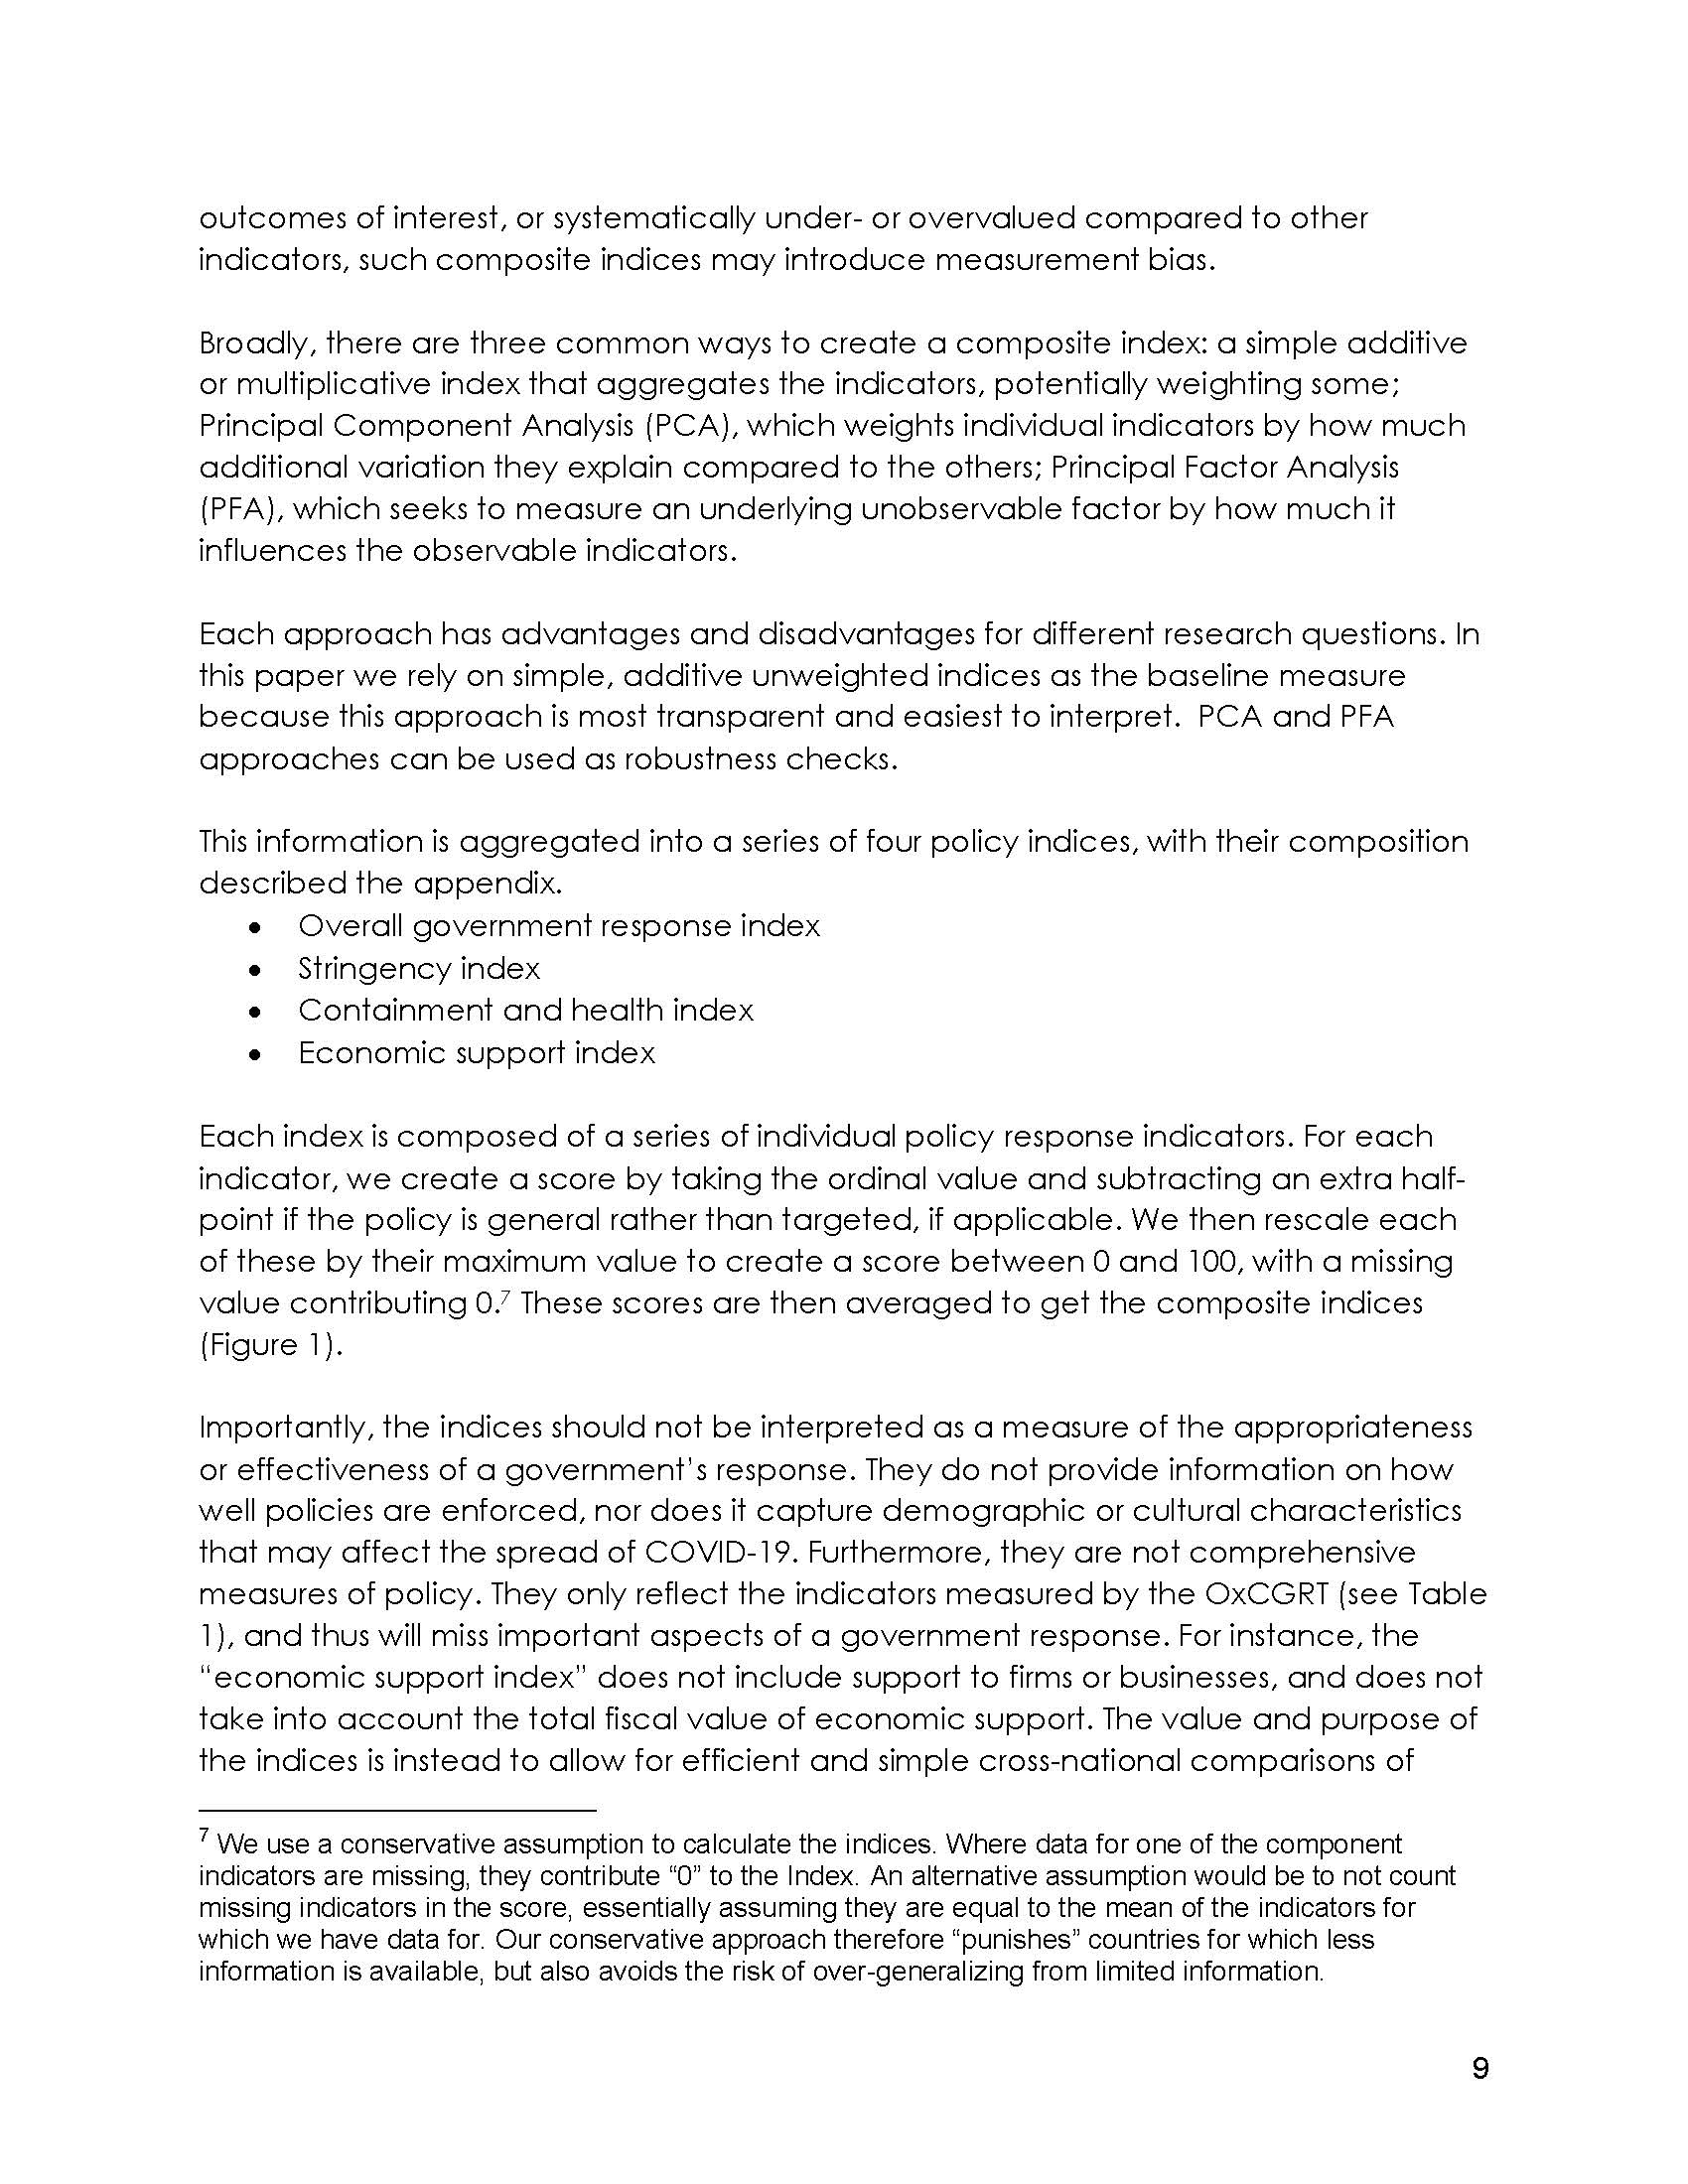 outcomes of interest, or systematically under- or overvalued compared to other
indicators, such composite indices may introduce measurement bias.
Broadly, there are three common ways to create a composite index: a simple additive
or multiplicative index that aggregates the indicators, potentially weighting some;
Principal Component Analysis (PCA), which weights individual indicators by how much
additional variation they explain compared to the others; Principal Factor Analysis
(PFA), which seeks to measure an underlying unobservable factor by how much it
influences the observable indicators.
Each approach has advantages and disadvantages for different research questions. In
this paper we rely on simple, additive unweighted indices as the baseline measure
because this approach is most transparent and easiest to interpret.  PCA and PFA
approaches can be used as robustness checks.
This information is aggregated into a series of four policy indices, with their composition
described the appendix.
• Overall government response index
• Stringency index
• Containment and health index
• Economic support index
Each index is composed of a series of individual policy response indicators. For each
indicator, we create a score by taking the ordinal value and subtracting an extra half-
point if the policy is general rather than targeted, if applicable. We then rescale each
of these by their maximum value to create a score between 0 and 100, with a missing
value contributing 0.⁷ These scores are then averaged to get the composite indices
(Figure 1).
Importantly, the indices should not be interpreted as a measure of the appropriateness
or effectiveness of a government's response. They do not provide information on how
well policies are enforced, nor does it capture demographic or cultural characteristics
that may affect the spread of COVID-19. Furthermore, they are not comprehensive
measures of policy. They only reflect the indicators measured by the OxCGRT (see Table
1), and thus will miss important aspects of a government response. For instance, the
“economic support index” does not include support to firms or businesses, and does not
take into account the total fiscal value of economic support. The value and purpose of
the indices is instead to allow for efficient and simple cross-national comparisons of
⁷ We use a conservative assumption to calculate the indices. Where data for one of the component
indicators are missing, they contribute “0” to the Index. An alternative assumption would be to not count
missing indicators in the score, essentially assuming they are equal to the mean of the indicators for
which we have data for. Our conservative approach therefore “punishes” countries for which less
information is available, but also avoids the risk of over-generalizing from limited information.
9